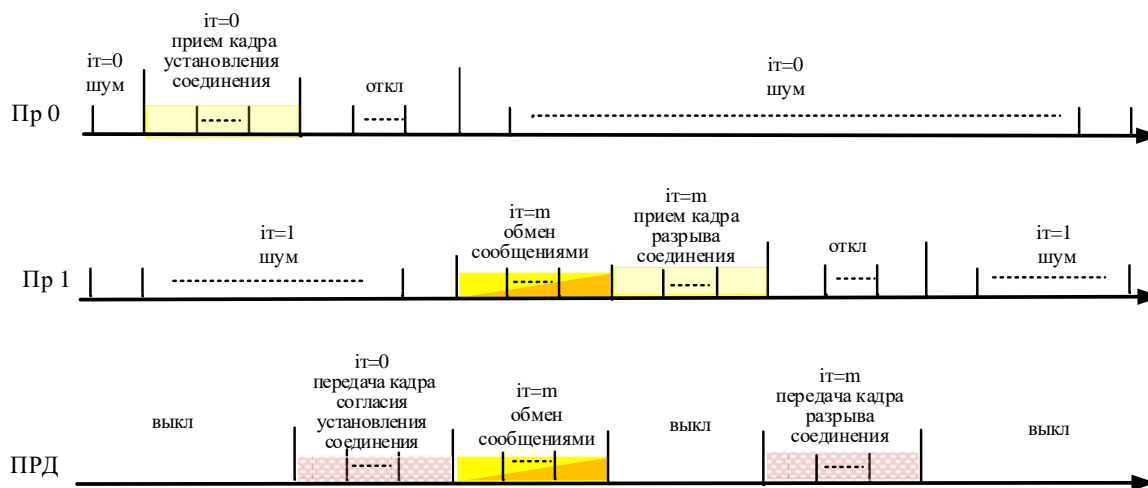 iт=0
прием кадра
установления
соединения
iт=0
шум
откл
iт=0
шум
Пр 0
iт=1
шум
iт=m
обмен
сообщениями
iт=m
прием кадра
разрыва
соединения
откл
iт=1
шум
Пр 1
выкл
iт=0
передача кадра
согласия
установления
соединения
iт=m
обмен
сообщениями
выкл
iт=m
передача кадра
разрыва
соединения
выкл
ПРД